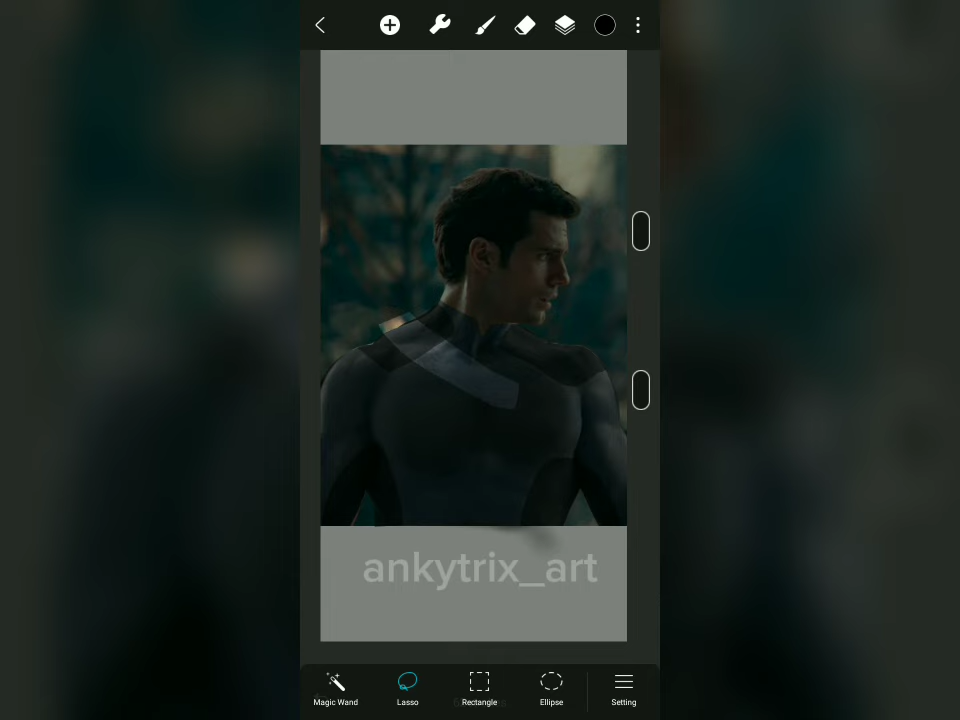 ankytrix_art
Magic Wand
Lasso
Rectangle
Ellipse
Setting